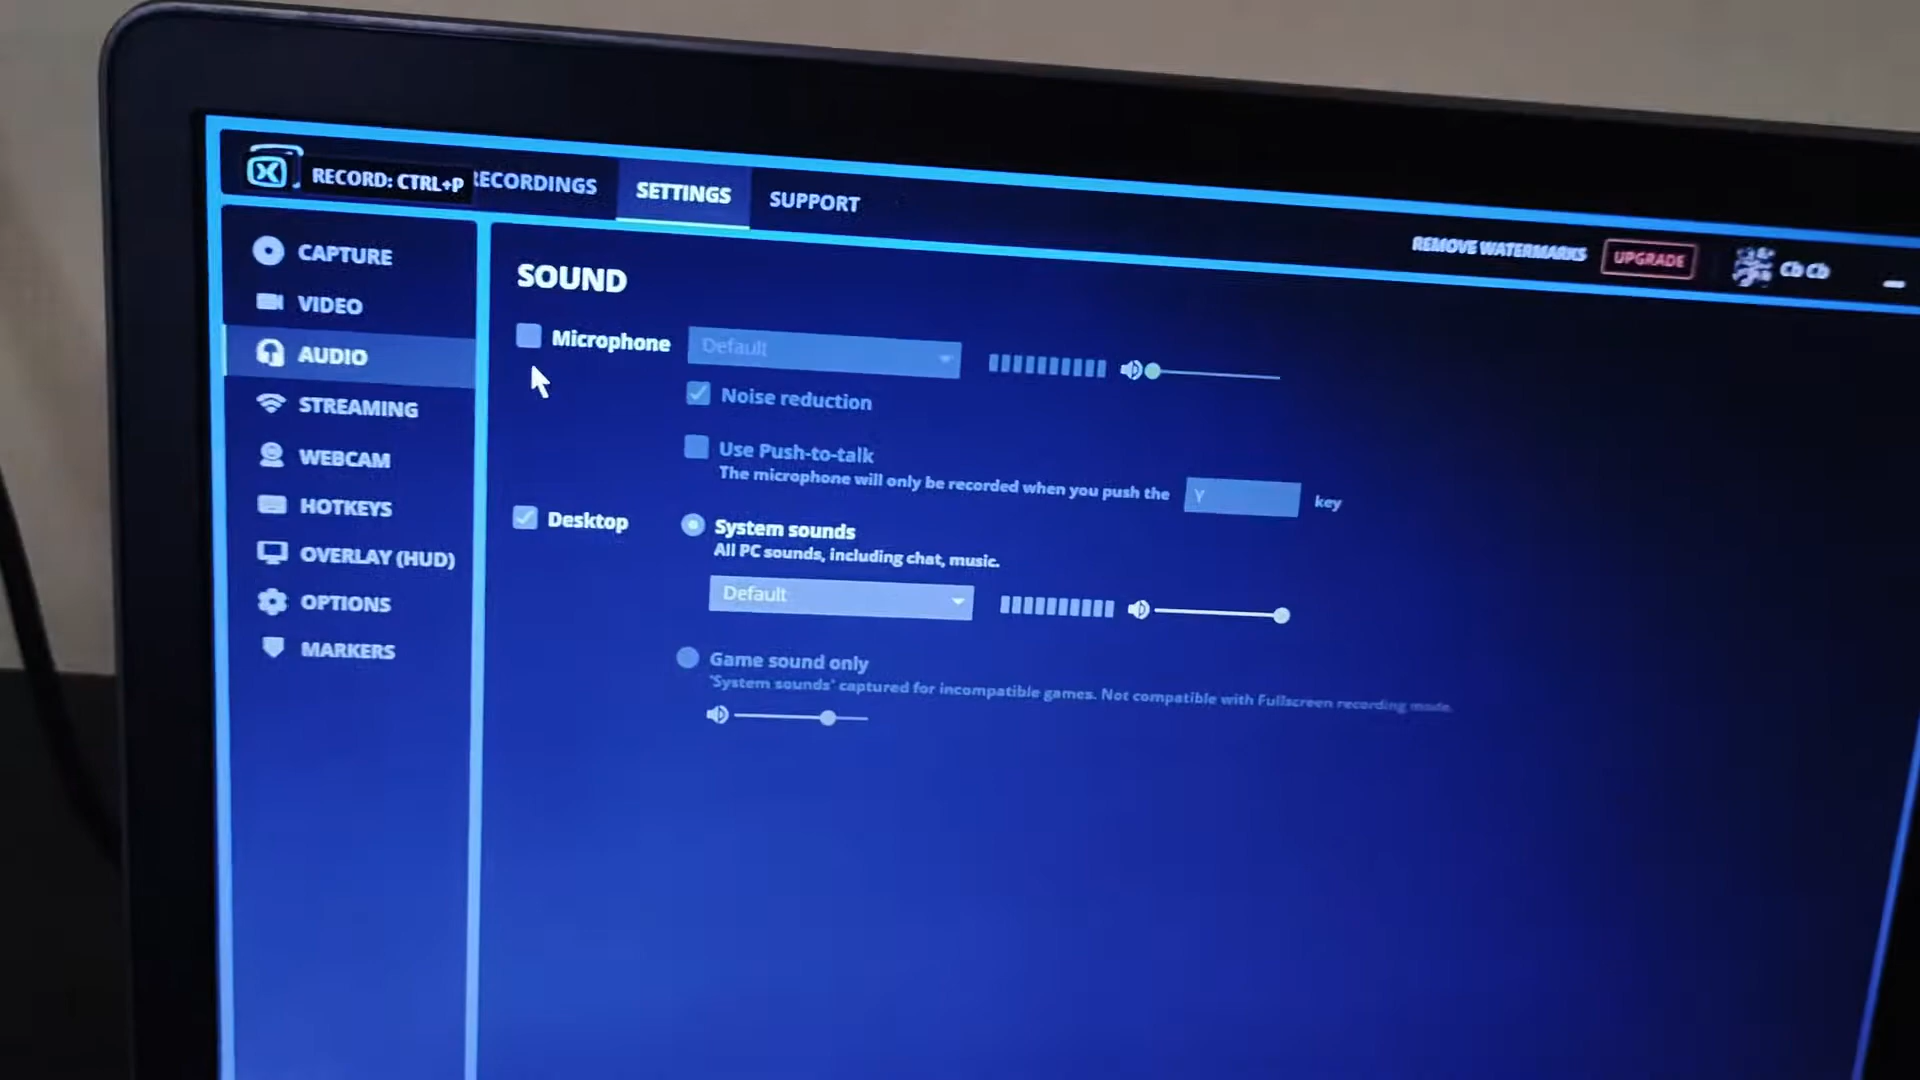 RECORD: CTRL+P
RECORDINGS
SETTINGS
SUPPORT
REMOVE WATERMARKS
UPGRADE
Cb Cb
CAPTURE
VIDEO
AUDIO
STREAMING
WEBCAM
HOTKEYS
OVERLAY (HUD)
OPTIONS
MARKERS
SOUND
Microphone
Default
Noise reduction
Use Push-to-talk
The microphone will only be recorded when you push the Y key
Desktop
System sounds
All PC sounds, including chat, music.
Default
Game sound only
'System sounds' captured for incompatible games. Not compatible with Fullscreen recording mode.